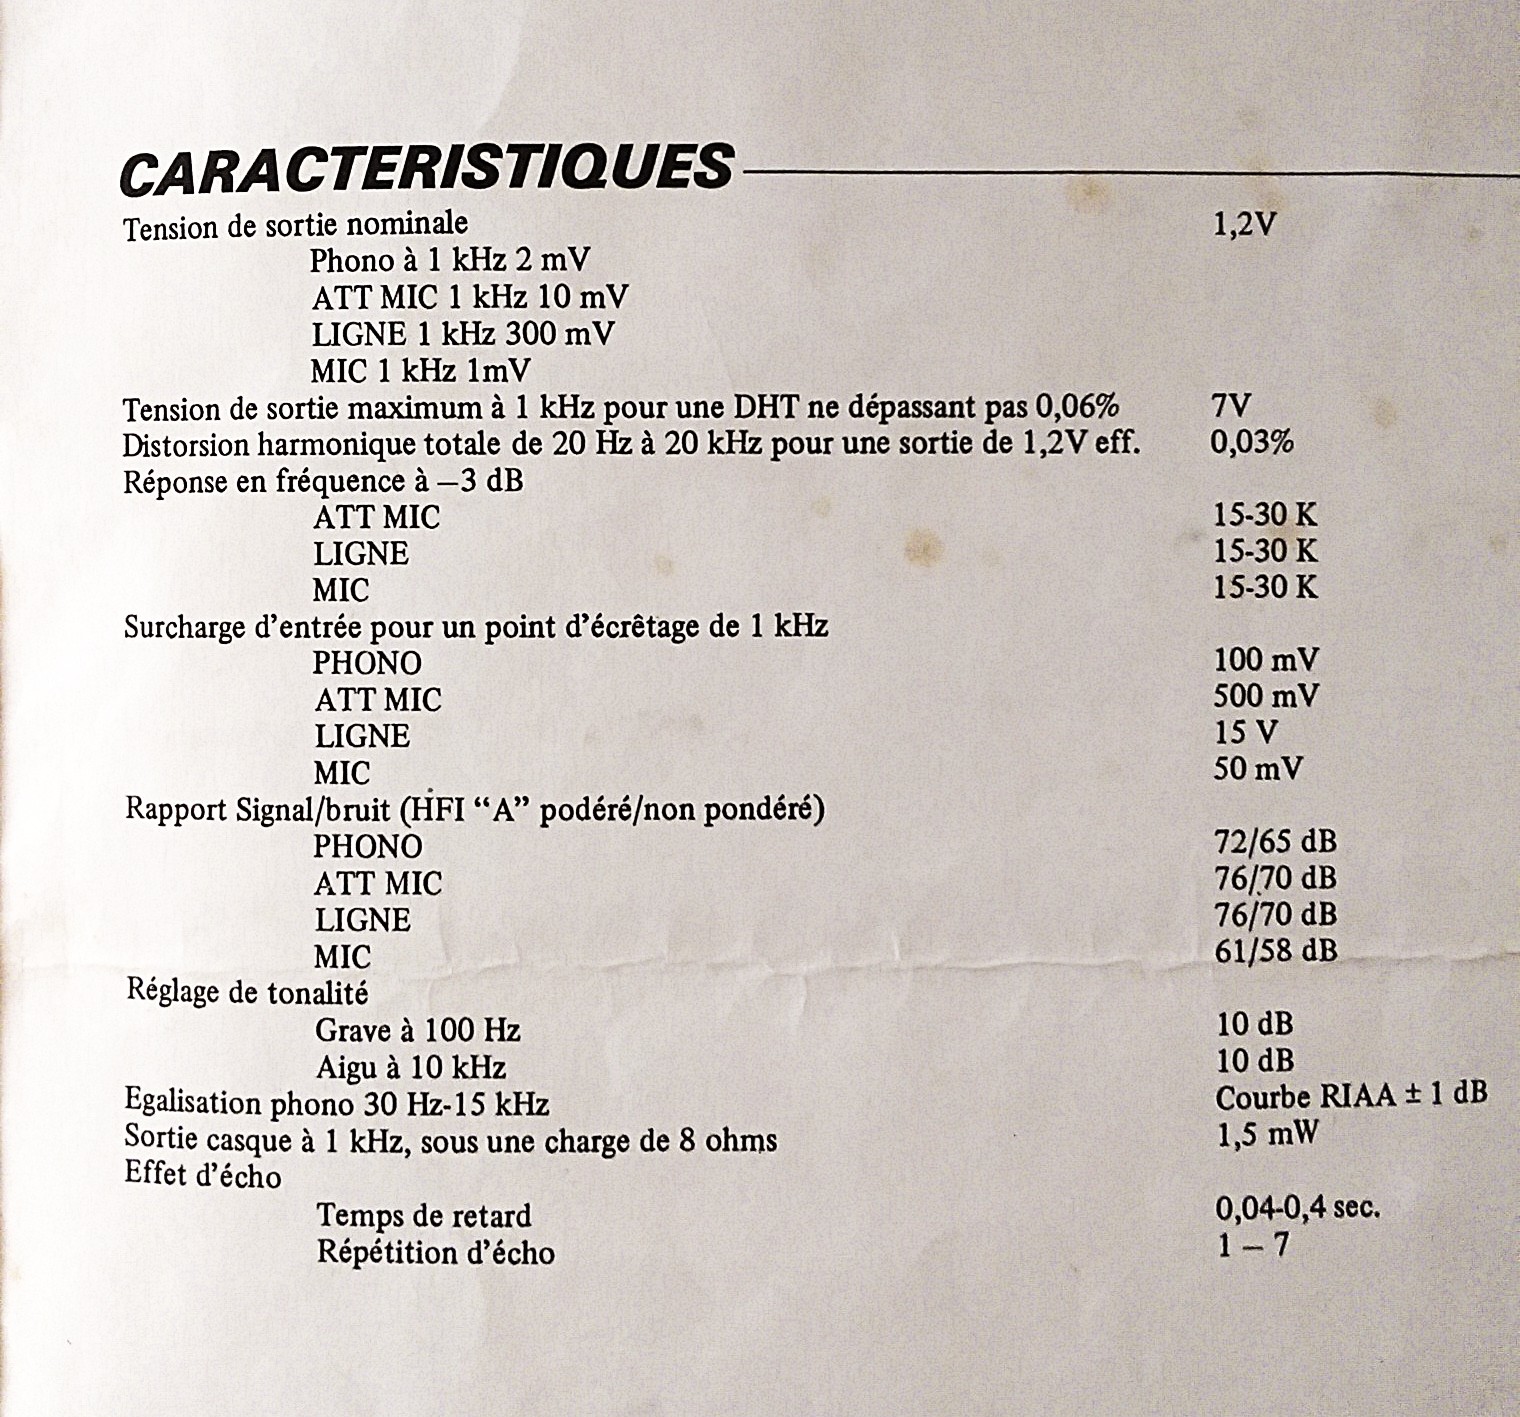 CARACTERISTIQUES
Tension de sortie nominale 1,2V
Phono à 1 kHz 2 mV
ATT MIC 1 kHz 10 mV
LIGNE 1 kHz 300 mV
MIC 1 kHz 1mV
Tension de sortie maximum à 1 kHz pour une DHT ne dépassant pas 0,06% 7V
Distorsion harmonique totale de 20 Hz à 20 kHz pour une sortie de 1,2V eff. 0,03%
Réponse en fréquence à −3 dB
ATT MIC 15-30 K
LIGNE 15-30 K
MIC 15-30 K
Surcharge d'entrée pour un point d'écrêtage de 1 kHz
PHONO 100 mV
ATT MIC 500 mV
LIGNE 15 V
MIC 50 mV
Rapport Signal/bruit (HFI “A” podéré/non pondéré)
PHONO 72/65 dB
ATT MIC 76/70 dB
LIGNE 76/70 dB
MIC 61/58 dB
Réglage de tonalité
Grave à 100 Hz 10 dB
Aigu à 10 kHz 10 dB
Egalisation phono 30 Hz-15 kHz Courbe RIAA ± 1 dB
Sortie casque à 1 kHz, sous une charge de 8 ohms 1,5 mW
Effet d'écho
Temps de retard 0,04-0,4 sec.
Répétition d'écho 1 – 7